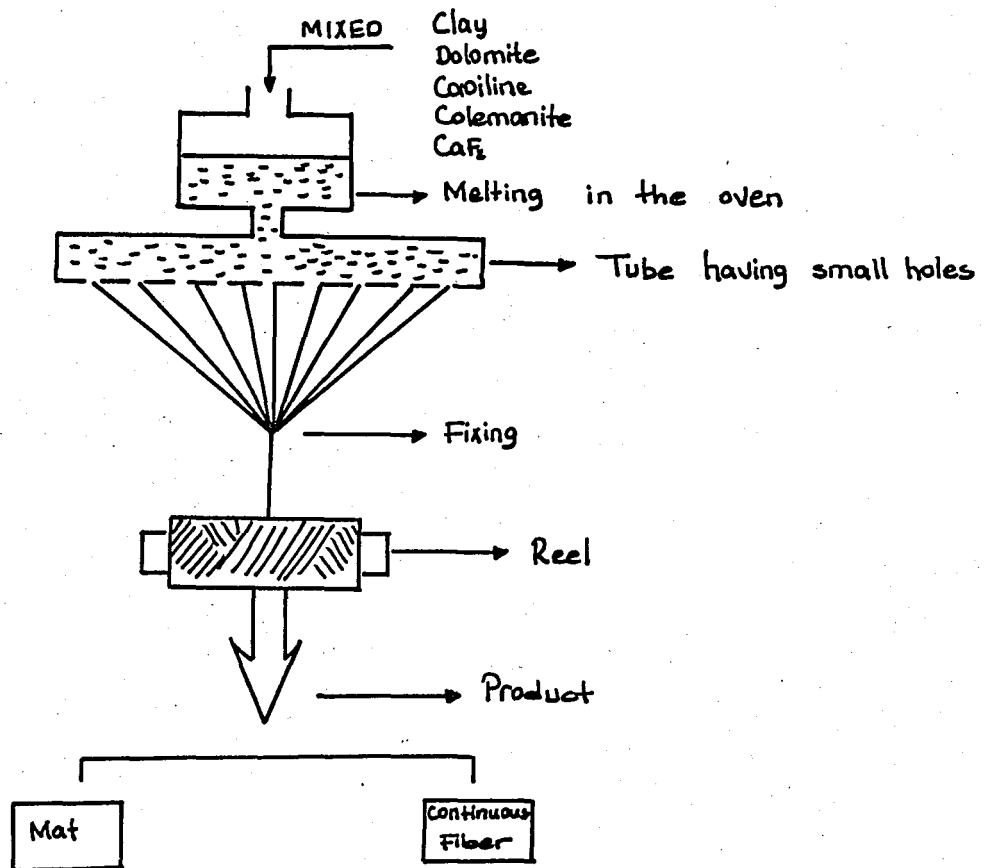 MIXED
Clay
Dolomite
Caoiline
Colemanite
CaF₂
Melting in the oven
Tube having small holes
Fixing
Reel
Product
Mat
Continuous
Fiber